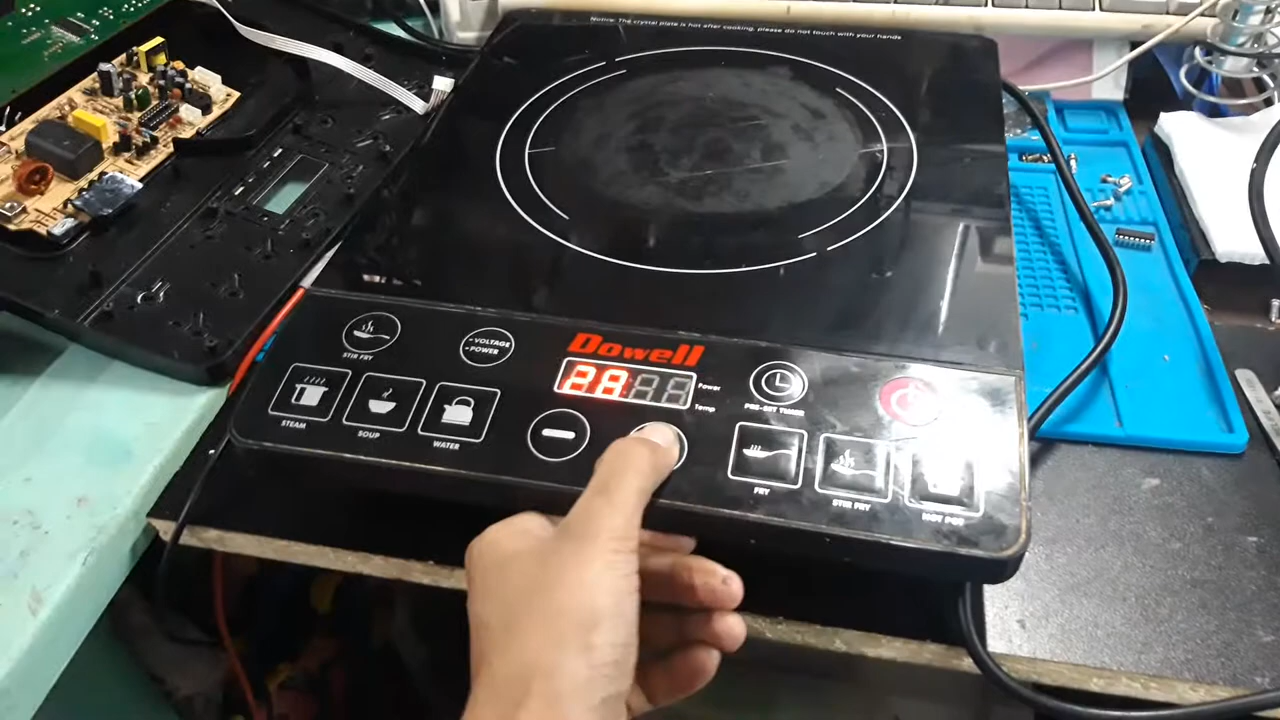 Notice: The crystal plate is hot after cooking, please do not touch with your hands
Dowell
VOLTAGE
POWER
STIR FRY
28
Power
Temp
PRE-SET TIMER
STEAM
SOUP
WATER
FRY
STIR FRY
HOT POT